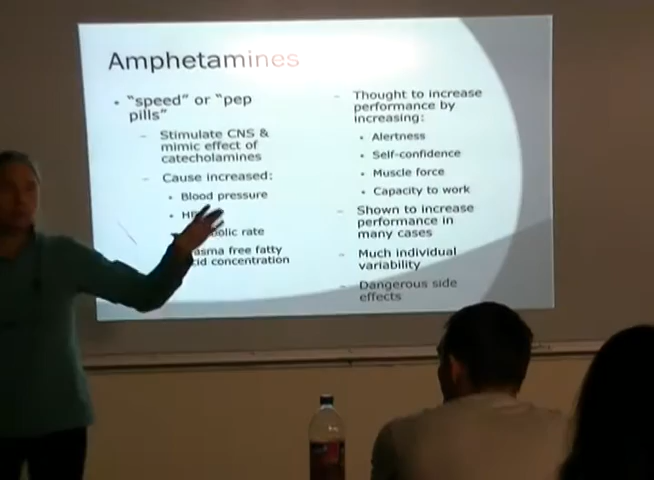 Amphetamines
• "speed" or "pep
pills"
– Stimulate CNS &
mimic effect of
catecholamines
– Cause increased:
• Blood pressure
• H
bolic rate
asma free fatty
cid concentration
– Thought to increase
performance by
increasing:
• Alertness
• Self-confidence
• Muscle force
• Capacity to work
– Shown to increase
performance in
many cases
– Much individual
variability
– Dangerous side
effects